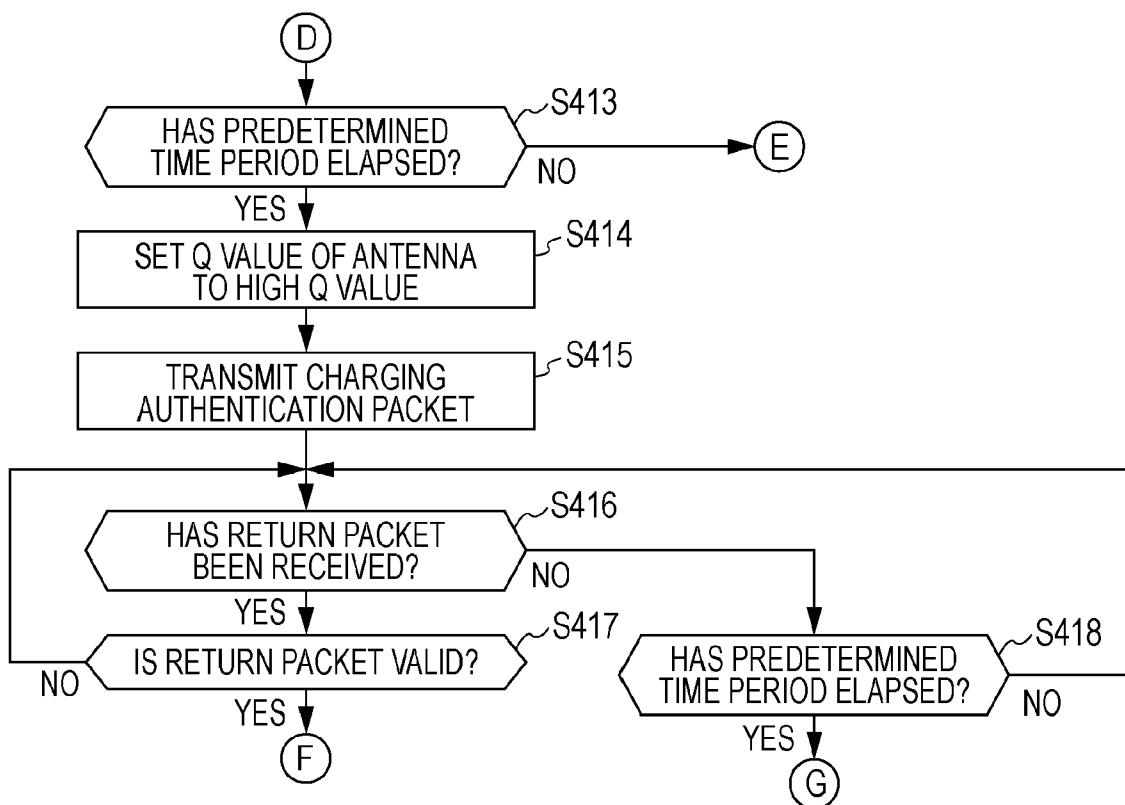 D
S413
HAS PREDETERMINED
TIME PERIOD ELAPSED?
NO
E
YES
S414
SET Q VALUE OF ANTENNA
TO HIGH Q VALUE
S415
TRANSMIT CHARGING
AUTHENTICATION PACKET
S416
HAS RETURN PACKET
BEEN RECEIVED?
NO
YES
S417
IS RETURN PACKET VALID?
NO
YES
F
S418
HAS PREDETERMINED
TIME PERIOD ELAPSED?
NO
YES
G